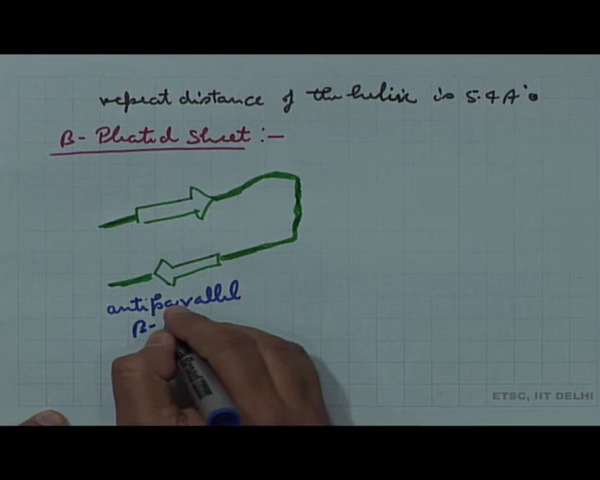 repeat distance of the helix is 5.4 A°.
β- Pleated Sheet :-
antiparallel
β-
ETSC, IIT DELHI